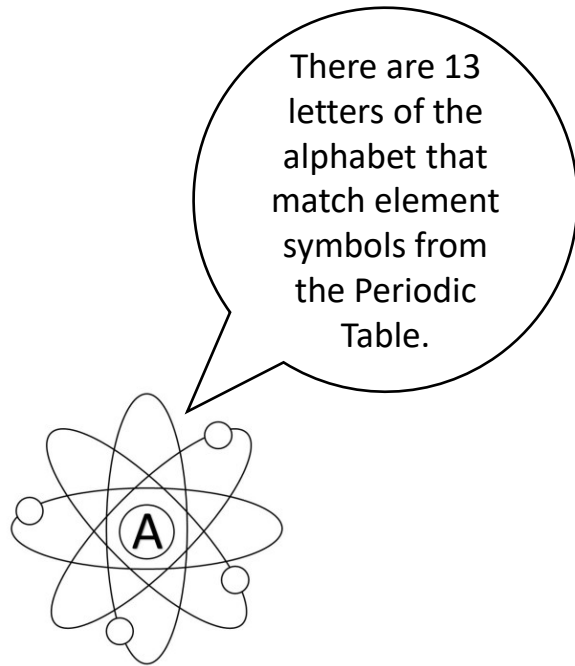 There are 13
letters of the
alphabet that
match element
symbols from
the Periodic
Table.
A